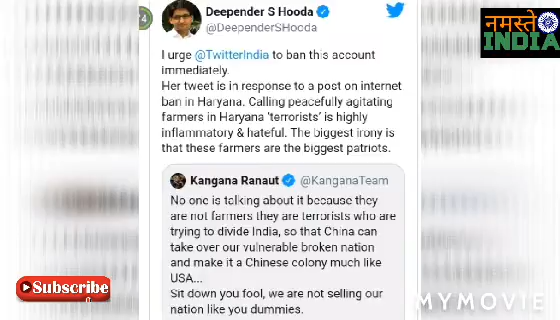 Deepender S Hooda
@DeependerSHooda
I urge @TwitterIndia to ban this account
immediately.
Her tweet is in response to a post on internet
ban in Haryana. Calling peacefully agitating
farmers in Haryana 'terrorists' is highly
inflammatory & hateful. The biggest irony is
that these farmers are the biggest patriots.
Kangana Ranaut @KanganaTeam
No one is talking about it because they
are not farmers they are terrorists who are
trying to divide India, so that China can
take over our vulnerable broken nation
and make it a Chinese colony much like
USA...
Sit down you fool, we are not selling our
nation like you dummies.
नमस्ते
INDIA
Subscribe
MYMOVIE